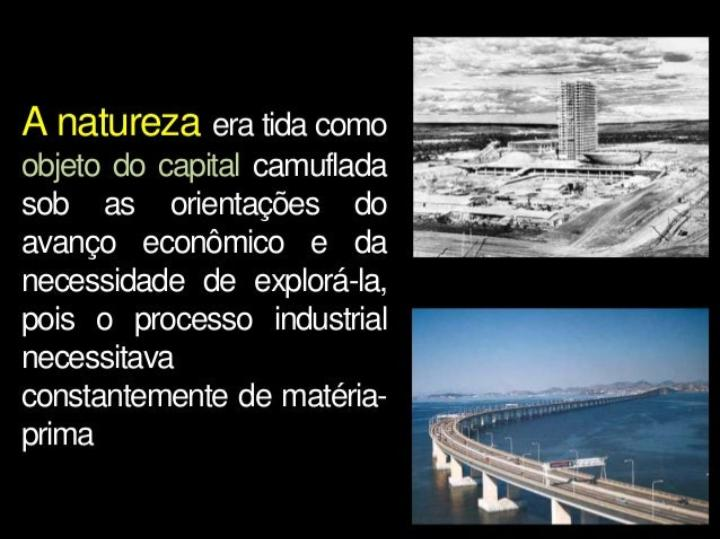 A natureza era tida como
objeto do capital camuflada
sob as orientações do
avanço econômico e da
necessidade de explorá-la,
pois o processo industrial
necessitava
constantemente de matéria-
prima